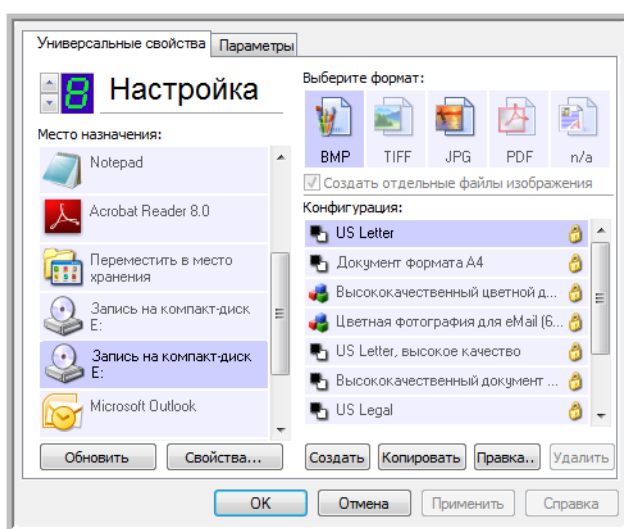 Универсальные свойства Параметры
8 Настройка
Место назначения:
Notepad
Acrobat Reader 8.0
Переместить в место
хранения
Запись на компакт-диск
E:
Запись на компакт-диск
E:
Microsoft Outlook
Обновить Свойства...
Выберите формат:
BMP TIFF JPG PDF n/a
Создать отдельные файлы изображения
Конфигурация:
US Letter
Документ формата А4
Высококачественный цветной д...
Цветная фотография для eMail (6...
US Letter, высокое качество
Высококачественный документ ...
US Legal
Создать Копировать Правка.. Удалить
OK Отмена Применить Справка